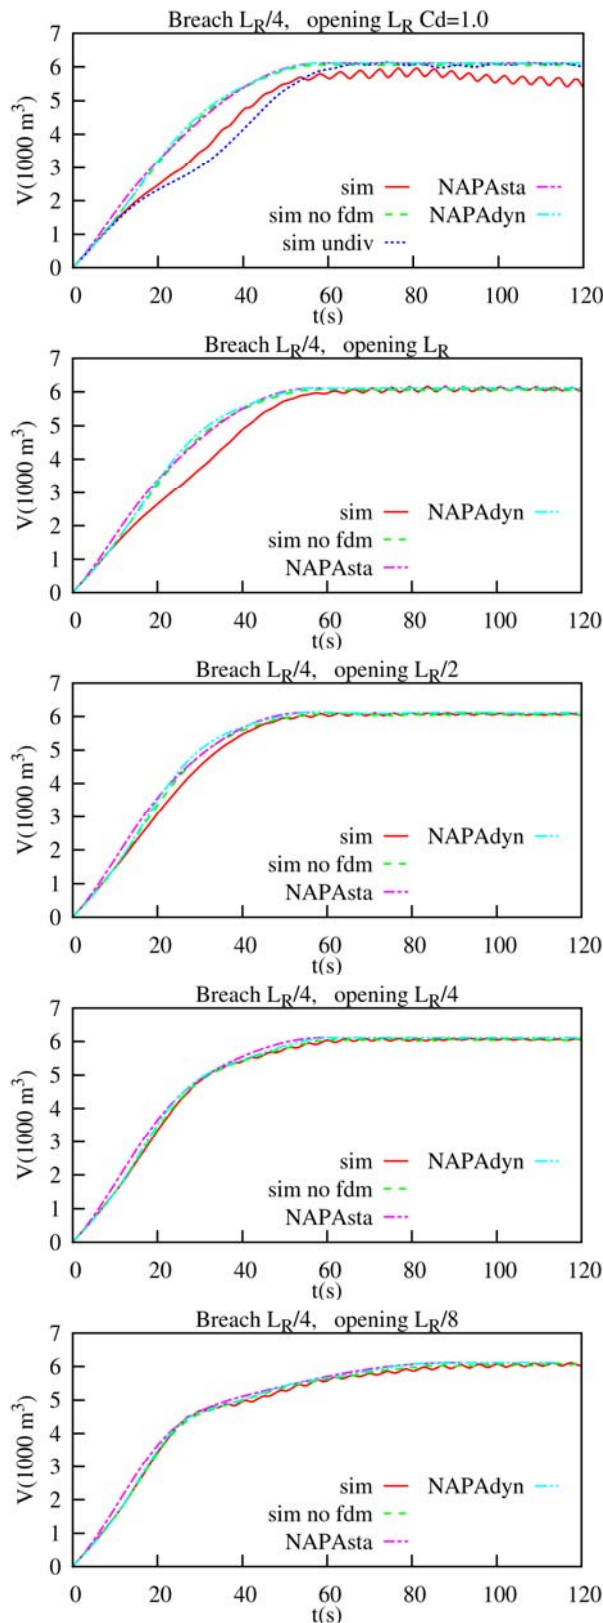 Breach L_R/4, opening L_R Cd=1.0
V(1000 m³)
7
6
5
4
3
2
1
0
sim
NAPAsta
sim no fdm
NAPAdyn
sim undiv
0 20 40 60 80 100 120
t(s)
Breach L_R/4, opening L_R
V(1000 m³)
7
6
5
4
3
2
1
0
sim
NAPAdyn
sim no fdm
NAPAsta
0 20 40 60 80 100 120
t(s)
Breach L_R/4, opening L_R/2
V(1000 m³)
7
6
5
4
3
2
1
0
sim
NAPAdyn
sim no fdm
NAPAsta
0 20 40 60 80 100 120
t(s)
Breach L_R/4, opening L_R/4
V(1000 m³)
7
6
5
4
3
2
1
0
sim
NAPAdyn
sim no fdm
NAPAsta
0 20 40 60 80 100 120
t(s)
Breach L_R/4, opening L_R/8
V(1000 m³)
7
6
5
4
3
2
1
0
sim
NAPAdyn
sim no fdm
NAPAsta
0 20 40 60 80 100 120
t(s)